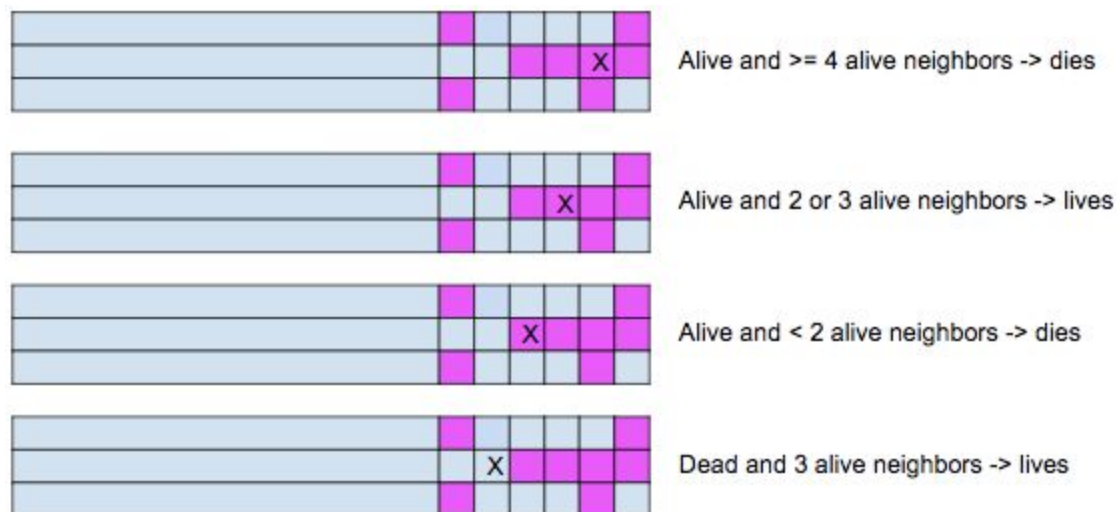 X
Alive and >= 4 alive neighbors -> dies
X
Alive and 2 or 3 alive neighbors -> lives
X
Alive and < 2 alive neighbors -> dies
X
Dead and 3 alive neighbors -> lives